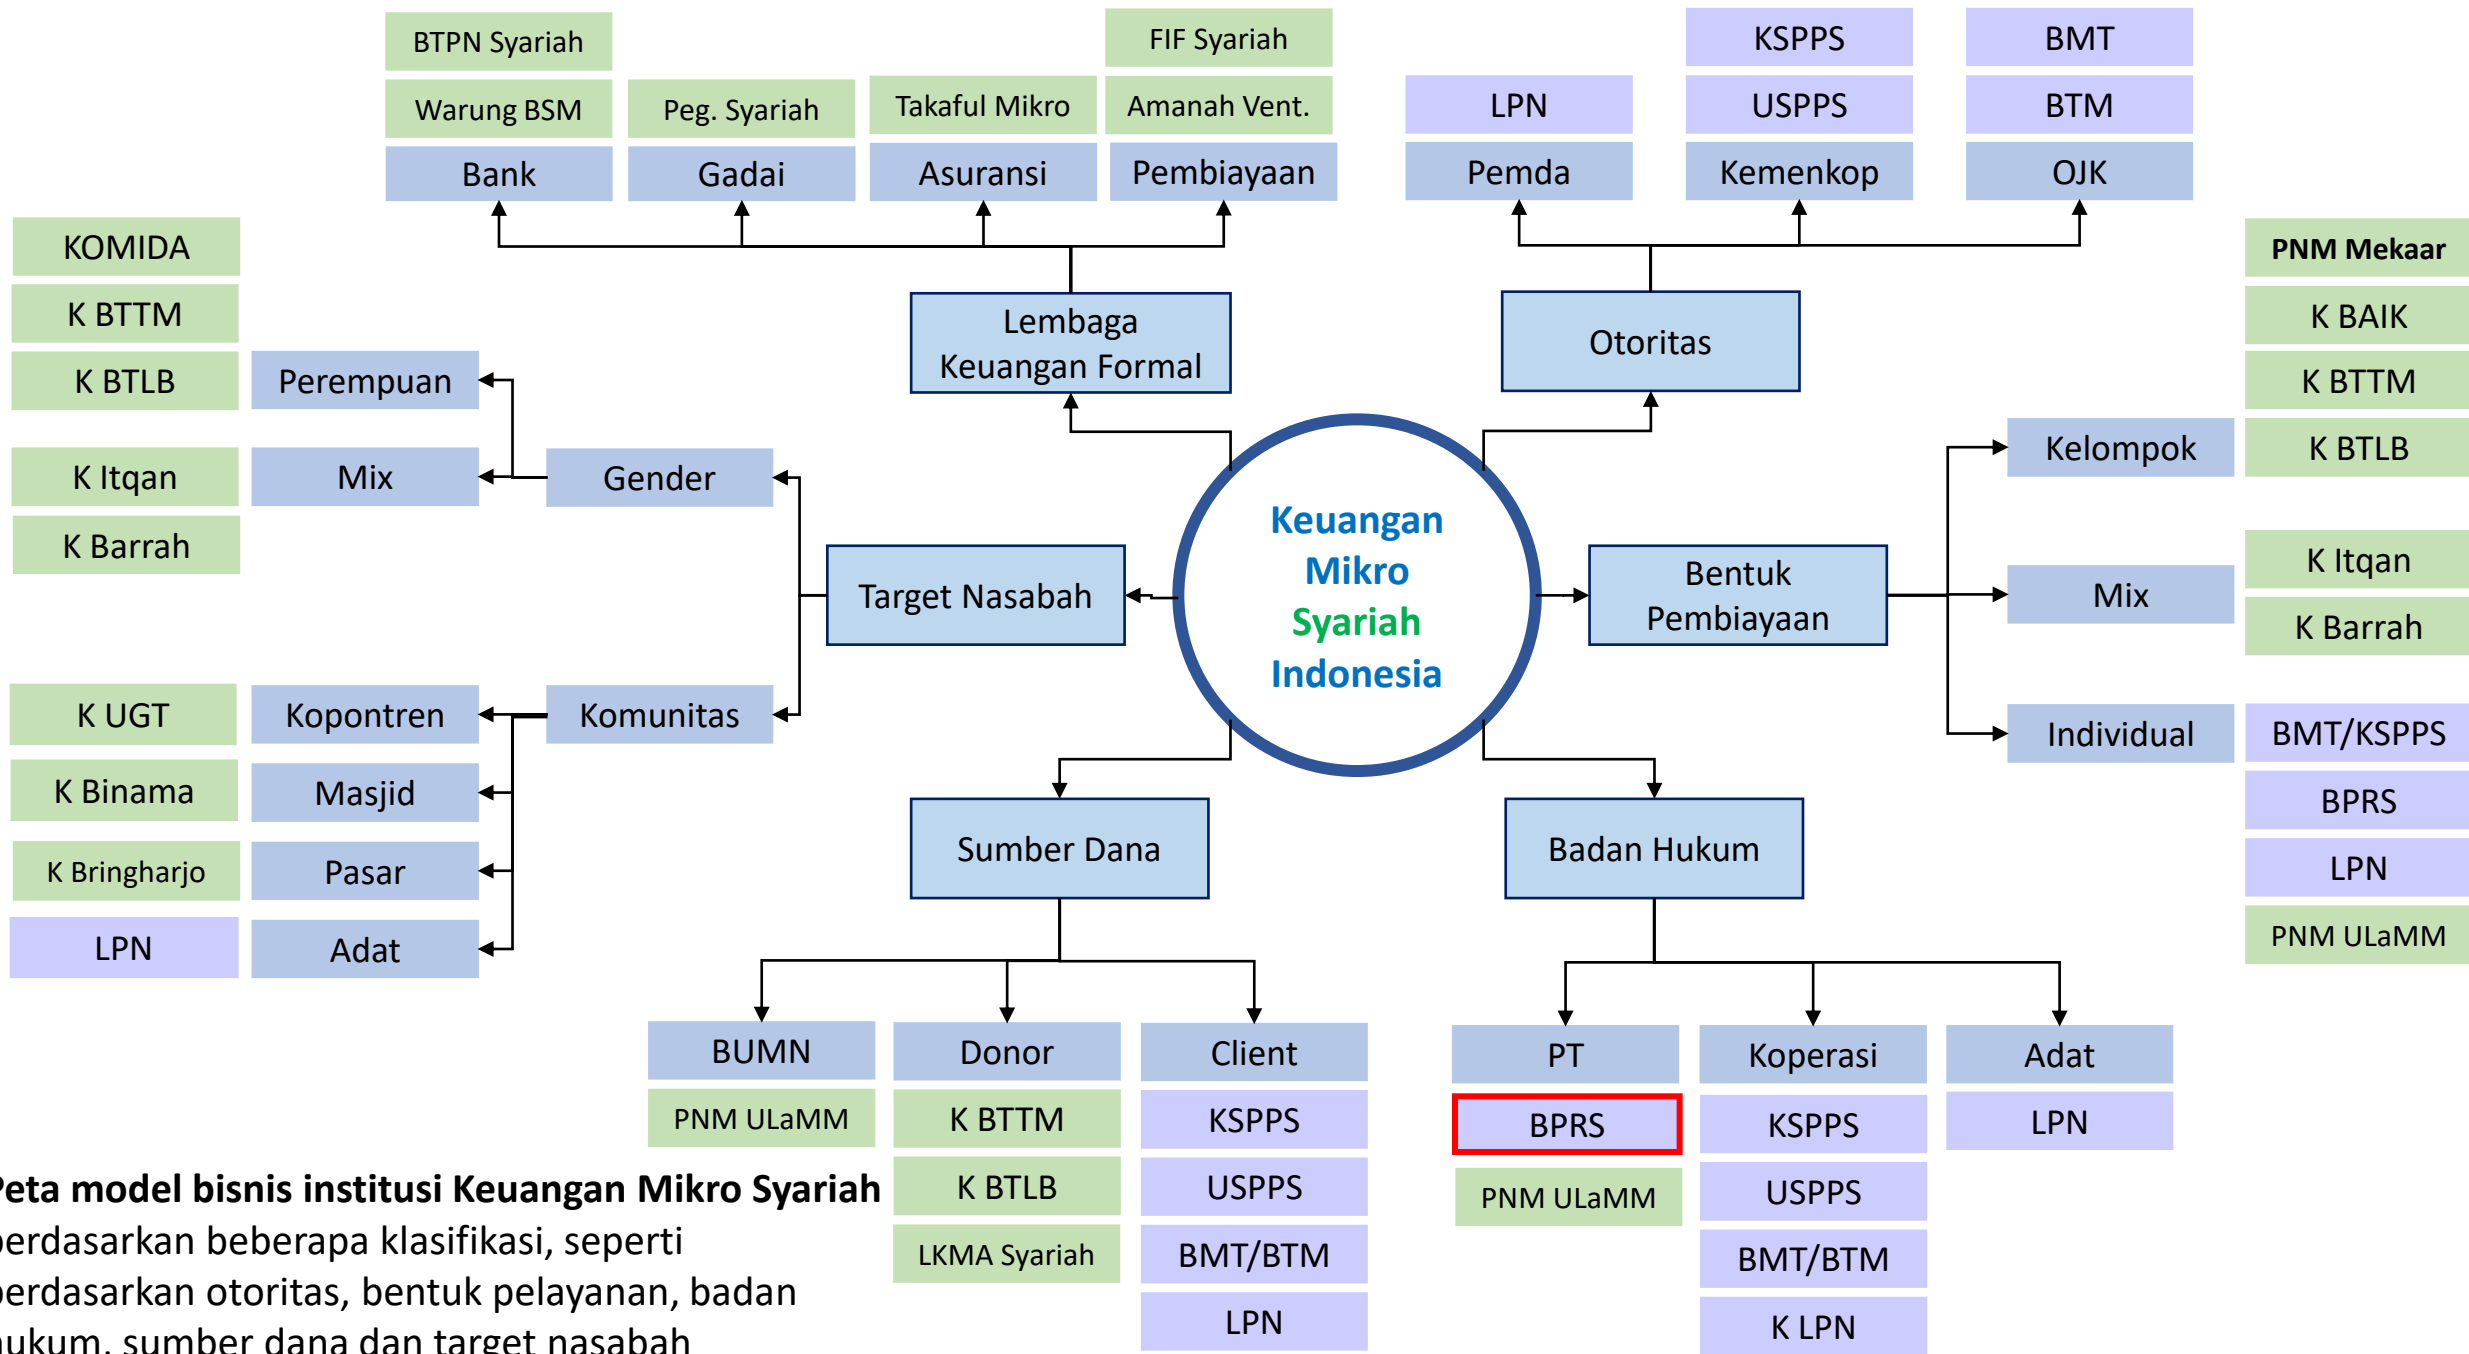 BTPN Syariah
Warung BSM
Bank
Peg. Syariah
Gadai
Takaful Mikro
Asuransi
FIF Syariah
Amanah Vent.
Pembiayaan
LPN
Pemda
KSPPS
USPPS
Kemenkop
BMT
BTM
OJK
Lembaga
Keuangan Formal
Otoritas
KOMIDA
K BTTM
K BTLB
Perempuan
K Itqan
K Barrah
Mix
Gender
Target Nasabah
K UGT
Kopontren
Komunitas
K Binama
Masjid
K Bringharjo
Pasar
LPN
Adat
Keuangan
Mikro
Syariah
Indonesia
Bentuk
Pembiayaan
PNM Mekaar
K BAIK
K BTTM
K BTLB
Kelompok
Mix
K Itqan
K Barrah
Individual
BMT/KSPPS
BPRS
LPN
PNM ULaMM
Sumber Dana
BUMN
PNM ULaMM
Donor
K BTTM
K BTLB
LKMA Syariah
Client
KSPPS
USPPS
BMT/BTM
LPN
Badan Hukum
PT
BPRS
PNM ULaMM
Koperasi
KSPPS
USPPS
BMT/BTM
K LPN
Adat
LPN
Peta model bisnis institusi Keuangan Mikro Syariah
berdasarkan beberapa klasifikasi, seperti
berdasarkan otoritas, bentuk pelayanan, badan
hukum, sumber dana dan target nasabah